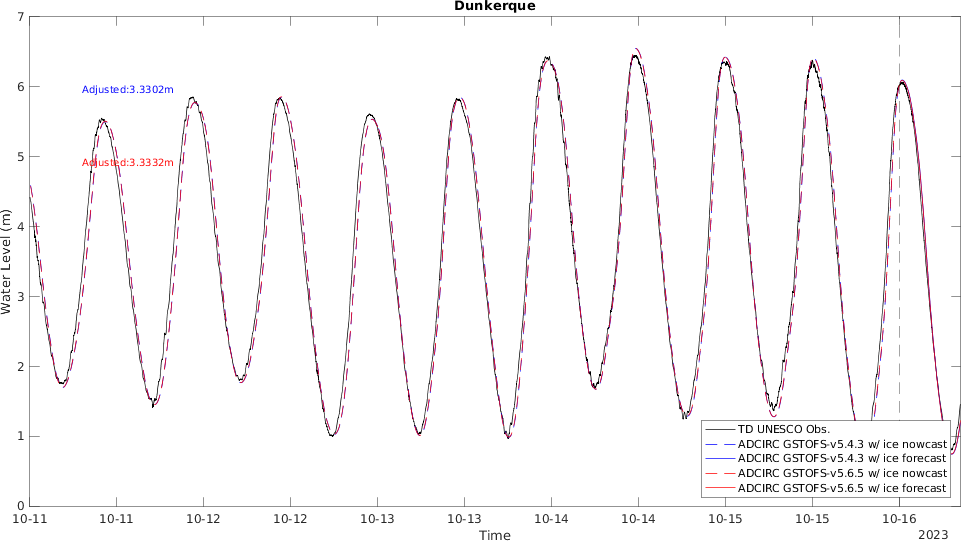 Dunkerque
7
6
5
4
3
2
1
0
Water Level (m)
Adjusted:3.3302m
Adjusted:3.3332m
TD UNESCO Obs.
ADCIRC GSTOFS-v5.4.3 w/ ice nowcast
ADCIRC GSTOFS-v5.4.3 w/ ice forecast
ADCIRC GSTOFS-v5.6.5 w/ ice nowcast
ADCIRC GSTOFS-v5.6.5 w/ ice forecast
10-11 10-11 10-12 10-12 10-13 10-13 10-14 10-14 10-15 10-15 10-16
Time
2023